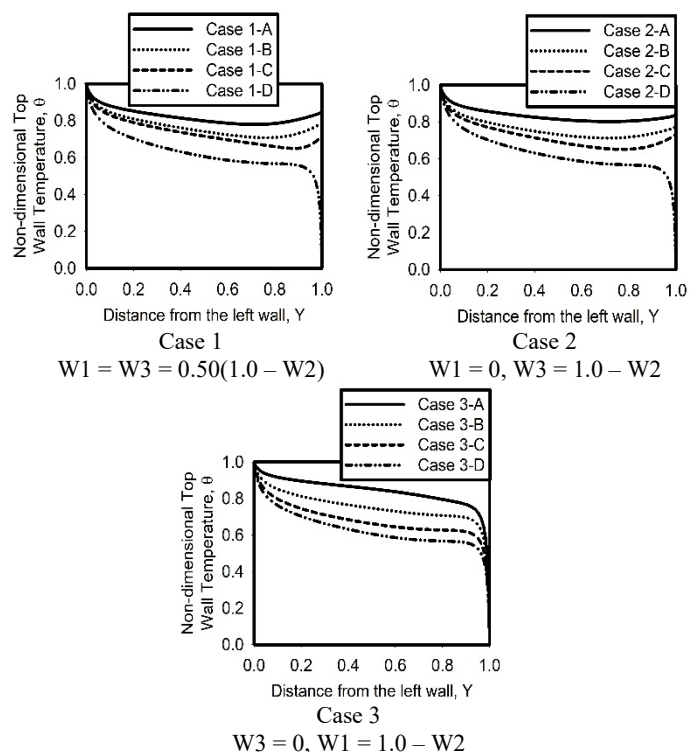 Case 1-A
Case 1-B
Case 1-C
Case 1-D
Non-dimensional Top
Wall Temperature, θ
1.0
0.8
0.6
0.4
0.2
0.0
0.0 0.2 0.4 0.6 0.8 1.0
Distance from the left wall, Y
Case 1
W1 = W3 = 0.50(1.0 – W2)
Case 2-A
Case 2-B
Case 2-C
Case 2-D
Non-dimensional Top
Wall Temperature, θ
1.0
0.8
0.6
0.4
0.2
0.0
0.0 0.2 0.4 0.6 0.8 1.0
Distance from the left wall, Y
Case 2
W1 = 0, W3 = 1.0 – W2
Case 3-A
Case 3-B
Case 3-C
Case 3-D
Non-dimensional Top
Wall Temperature, θ
1.0
0.8
0.6
0.4
0.2
0.0
0.0 0.2 0.4 0.6 0.8 1.0
Distance from the left wall, Y
Case 3
W3 = 0, W1 = 1.0 – W2